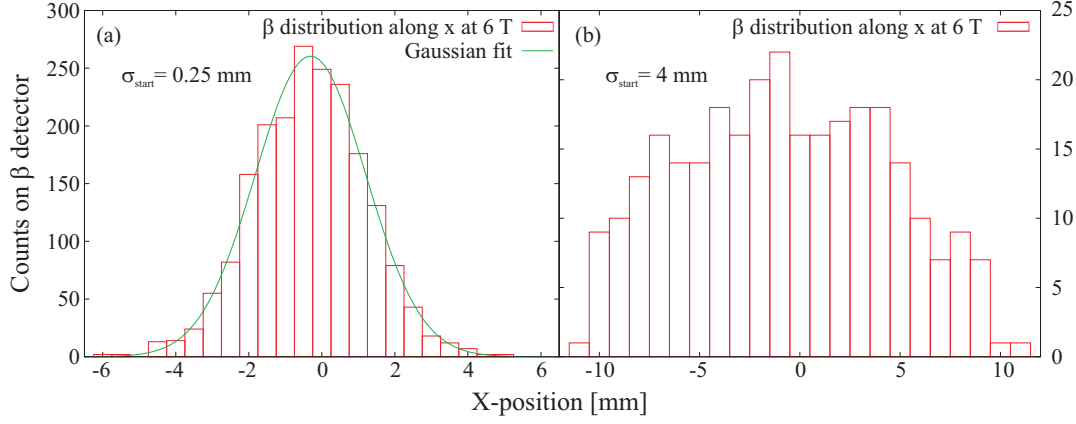 (a)
β distribution along x at 6 T
Gaussian fit
σstart= 0.25 mm
(b)
β distribution along x at 6 T
σstart= 4 mm
Counts on β detector
300
250
200
150
100
50
0
25
20
15
10
5
0
-6 -4 -2 0 2 4 6
-10 -5 0 5 10
X-position [mm]